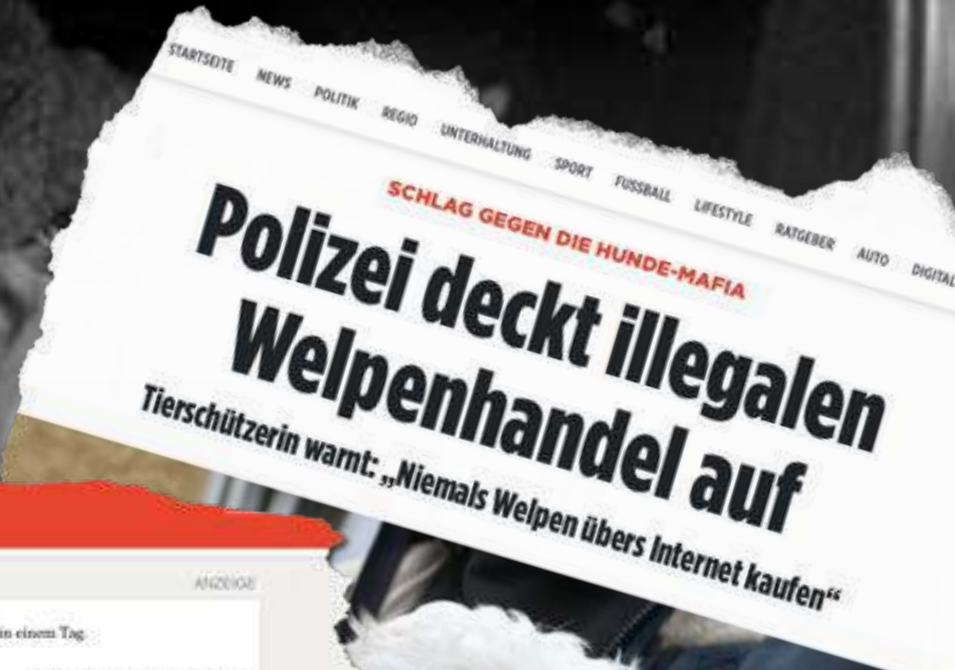 STARTSEITE NEWS POLITIK REGIO UNTERHALTUNG SPORT FUSSBALL LIFESTYLE RATGEBER AUTO DIGITAL
SCHLAG GEGEN DIE HUNDE-MAFIA
Polizei deckt illegalen
Welpenhandel auf
Tierschützerin warnt: „Niemals Welpen übers Internet kaufen“
ANZEIGE
in einem Tag